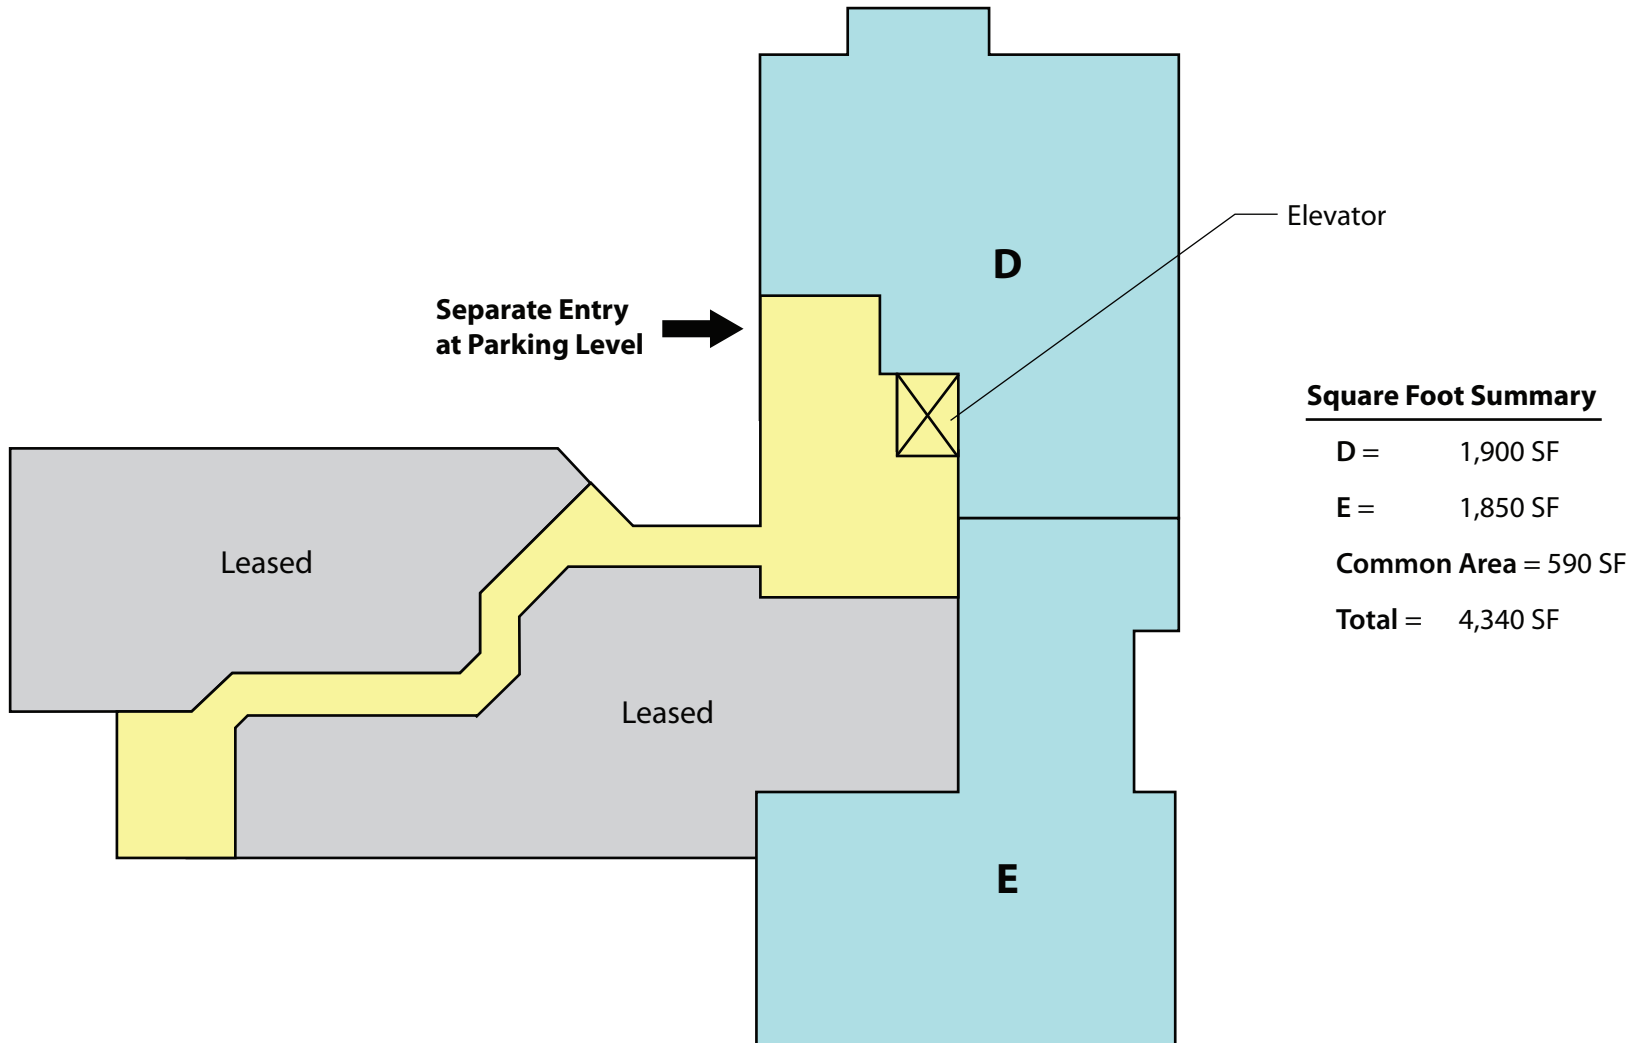 Elevator
D
Separate Entry
at Parking Level
Square Foot Summary
D = 1,900 SF
E = 1,850 SF
Common Area = 590 SF
Total = 4,340 SF
Leased
Leased
E